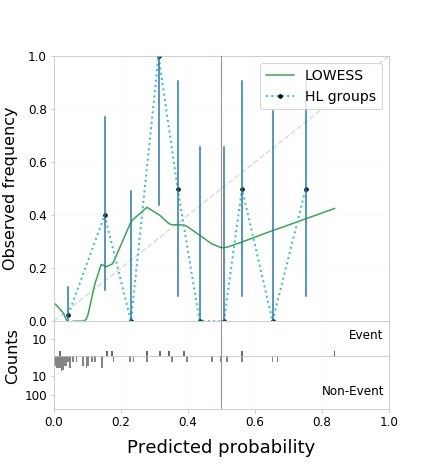 1.0
LOWESS
HL groups
0.8
0.6
0.4
0.2
0.0
Observed frequency
10
Event
Counts
10
100
Non-Event
0.0 0.2 0.4 0.6 0.8 1.0
Predicted probability